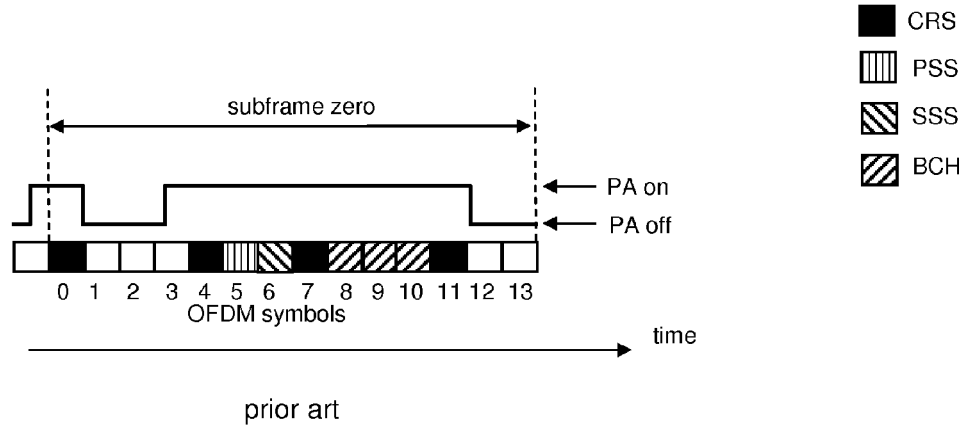 CRS
PSS
SSS
BCH
subframe zero
PA on
PA off
0 1 2 3 4 5 6 7 8 9 10 11 12 13
OFDM symbols
time
prior art